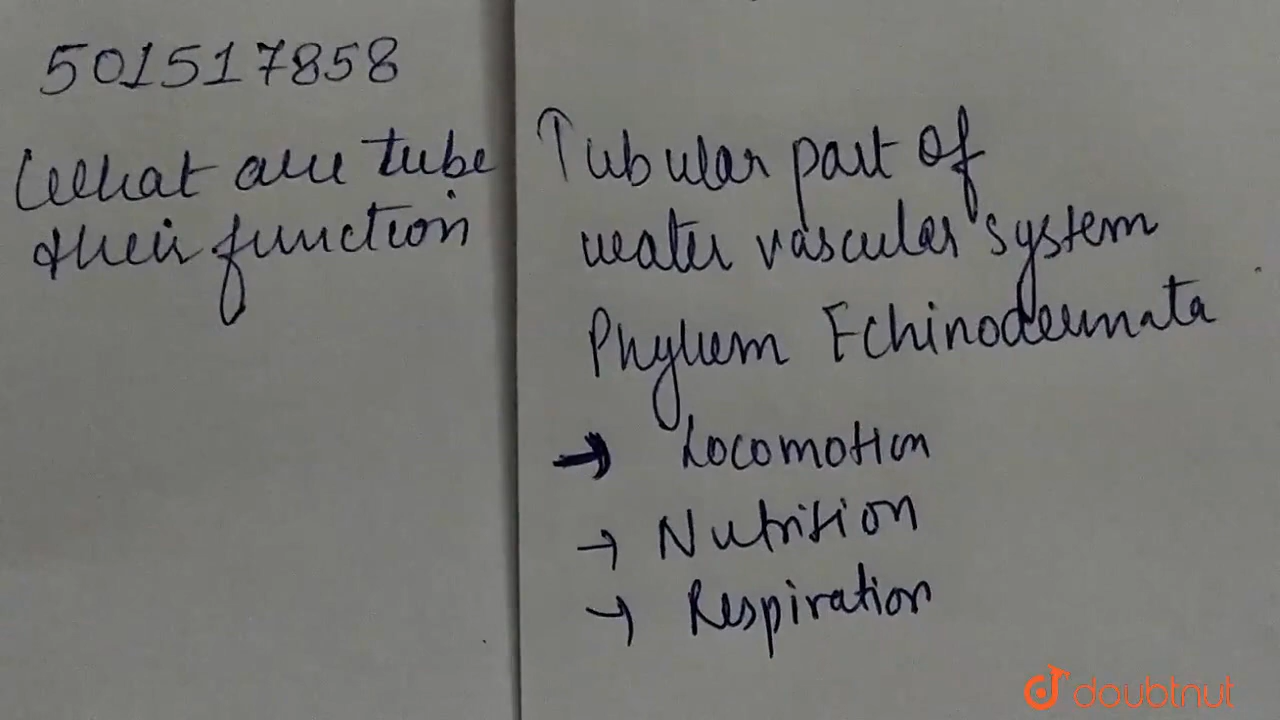 501517858
What are tube
their function
Tubular part of
water vascular system
Phylum Echinodermata
→ Locomotion
→ Nutrition
→ Respiration
doubtnut